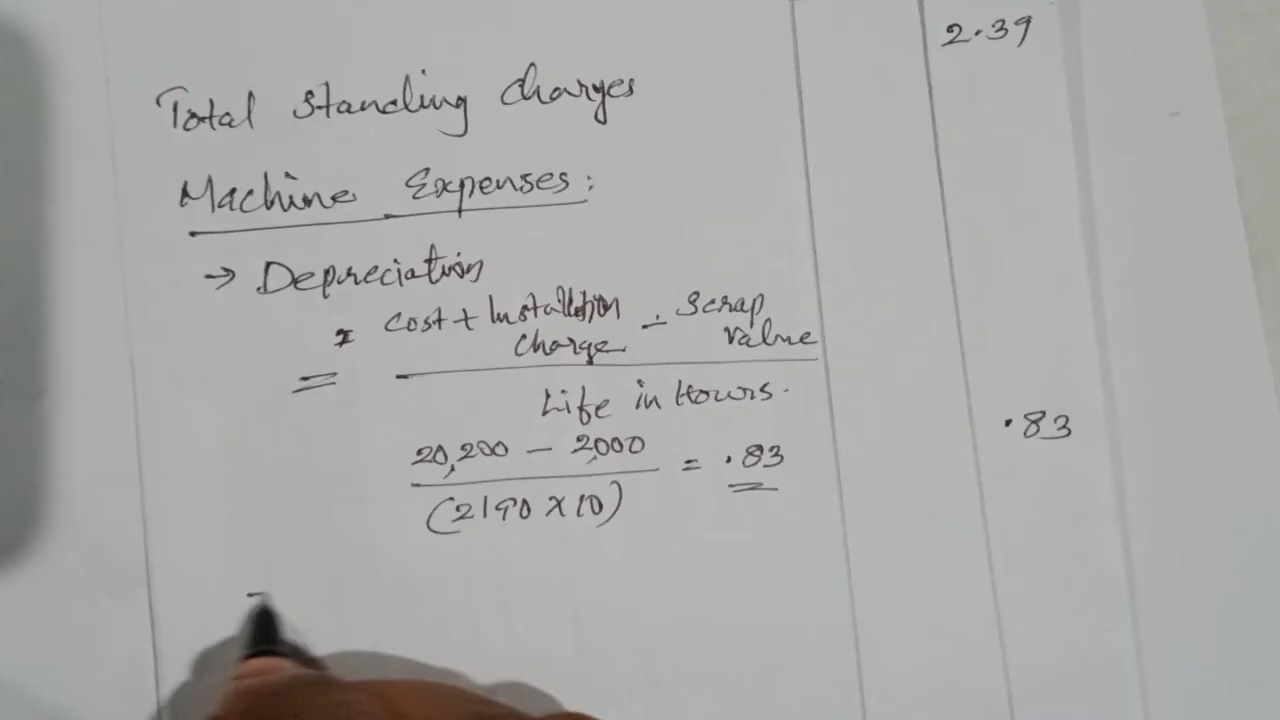 2.39
Total Standing charges
Machine Expenses:
→ Depreciation
= cost + Installation charge - Scrap value
Life in Hours.
20,200 - 2,000 = .83
(2190 x 10)
.83